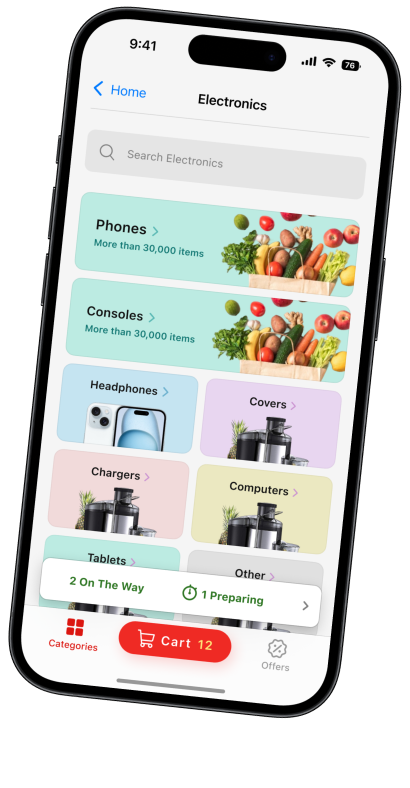 9:41
76
Home
Electronics
Search Electronics
Phones
More than 30,000 items
Consoles
More than 30,000 items
Headphones
Covers
Chargers
Computers
Tablets
Other
2 On The Way
1 Preparing
Categories
Cart 12
Offers